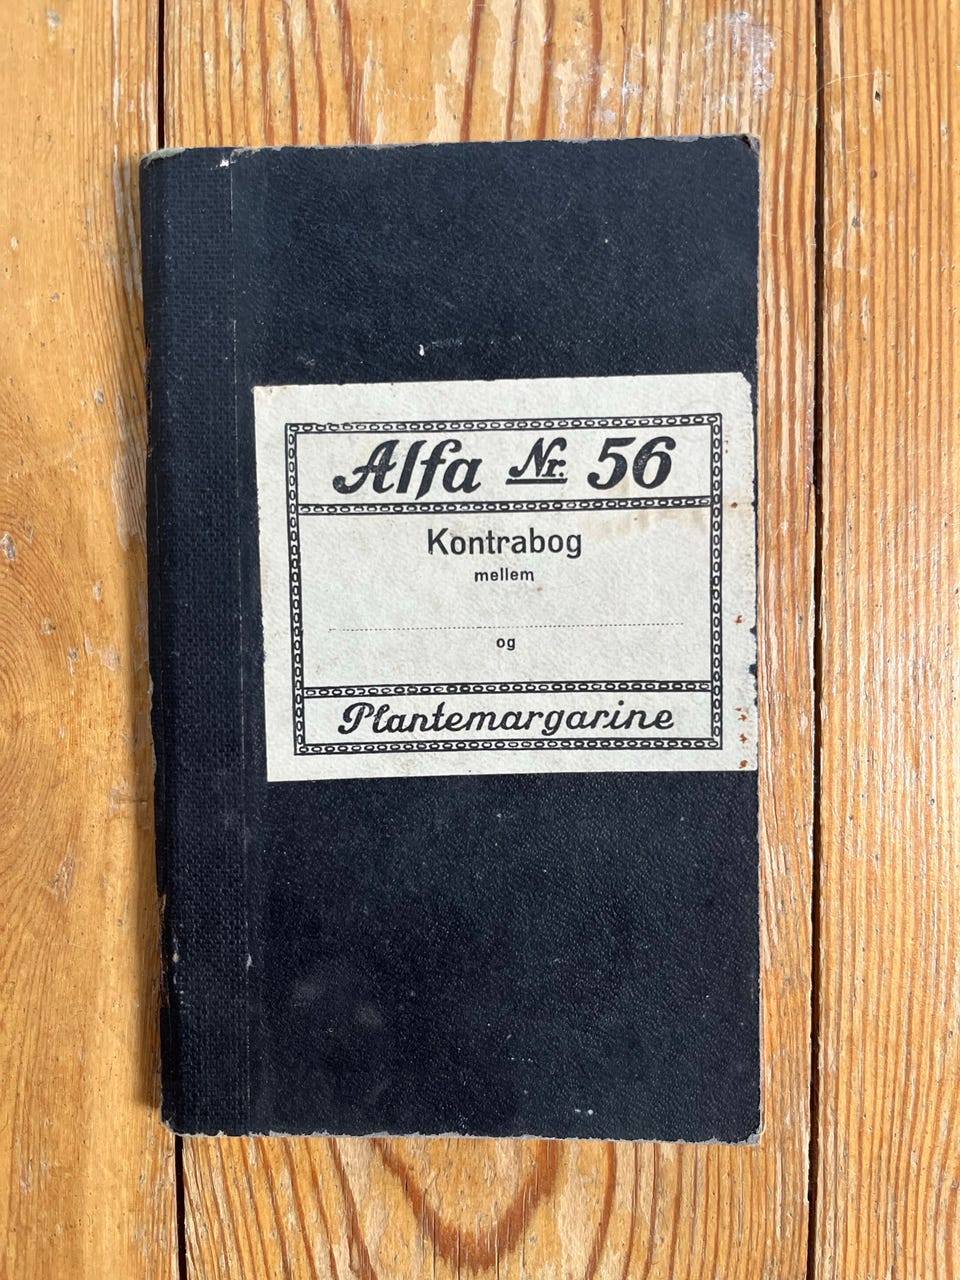 Alfa Nr. 56
Kontrabog
mellem
og
Plantemargarine